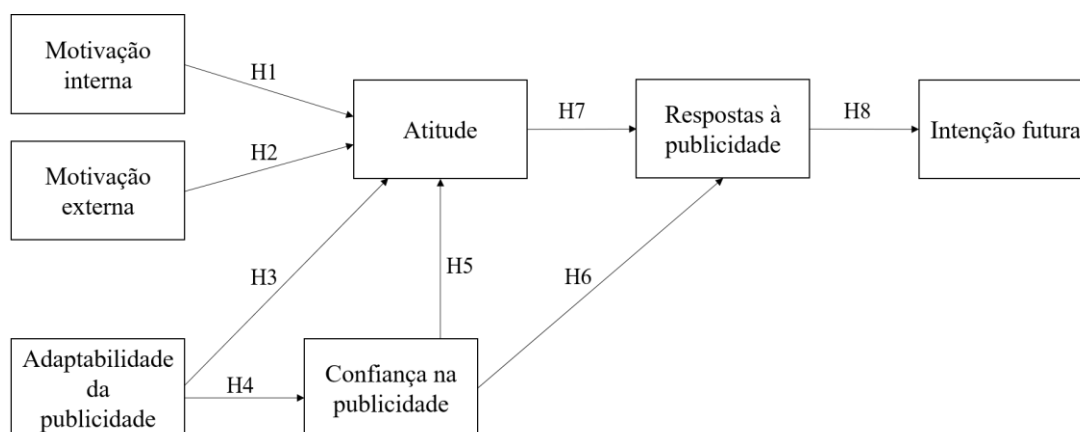 Motivação
interna
H1
Atitude
H7
Respostas à
publicidade
H8
Intenção futura
Motivação
externa
H2
H3
H5
H6
Adaptabilidade
da
publicidade
H4
Confiança na
publicidade